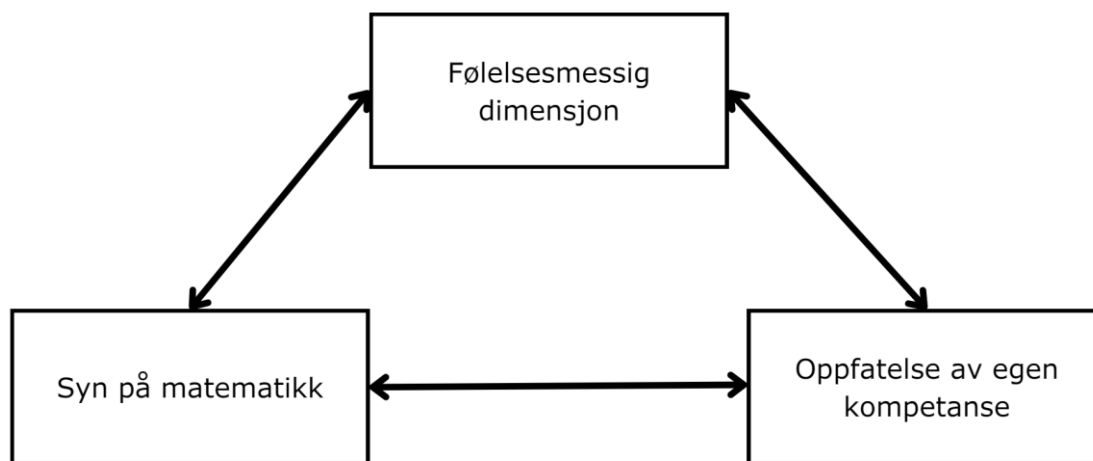 Følelsesmessig
dimensjon
Syn på matematikk
Oppfatelse av egen
kompetanse